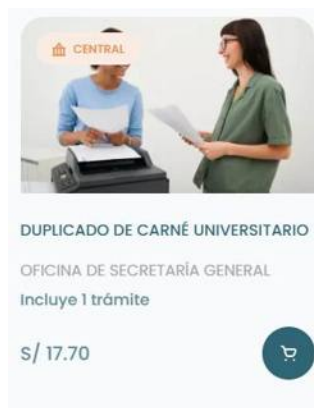 CENTRAL
DUPLICADO DE CARNÉ UNIVERSITARIO
OFICINA DE SECRETARÍA GENERAL
Incluye 1 trámite
S/ 17.70